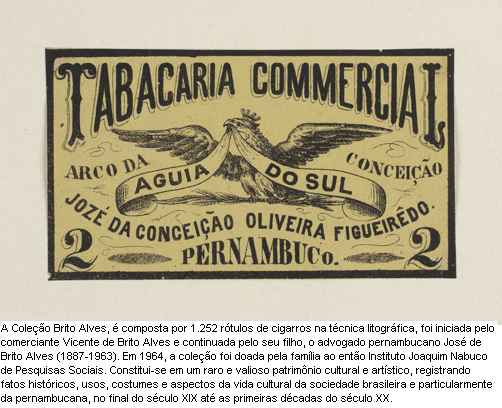 TABACARIA COMMERCIAL
ARCO DA CONCEIÇÃO
AGUIA DO SUL
JOZÉ DA CONCEIÇÃO OLIVEIRA FIGUEIRÊDO.
2 PERNAMBUCO. 2
A Coleção Brito Alves, é composta por 1.252 rótulos de cigarros na técnica litográfica, foi iniciada pelo
comerciante Vicente de Brito Alves e continuada pelo seu filho, o advogado pernambucano José de
Brito Alves (1887-1963). Em 1964, a coleção foi doada pela família ao então Instituto Joaquim Nabuco
de Pesquisas Sociais. Constitui-se em um raro e valioso patrimônio cultural e artístico, registrando
fatos históricos, usos, costumes e aspectos da vida cultural da sociedade brasileira e particularmente
da pernambucana, no final do século XIX até as primeiras décadas do século XX.